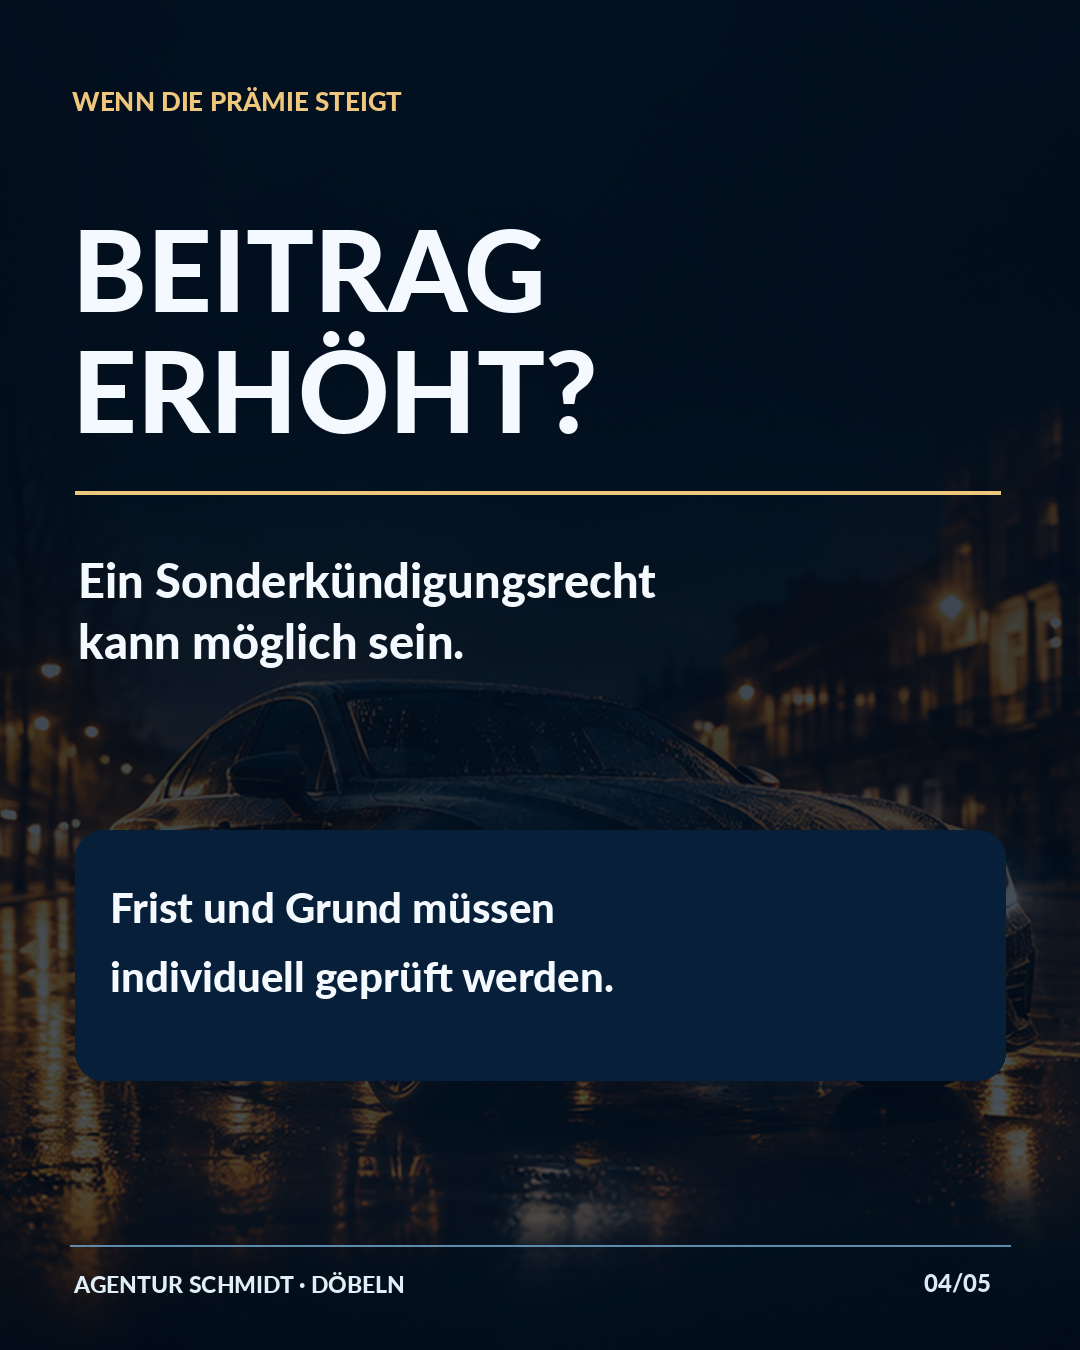 WENN DIE PRÄMIE STEIGT
BEITRAG
ERHÖHT?
Ein Sonderkündigungsrecht
kann möglich sein.
Frist und Grund müssen
individuell geprüft werden.
AGENTUR SCHMIDT · DÖBELN
04/05